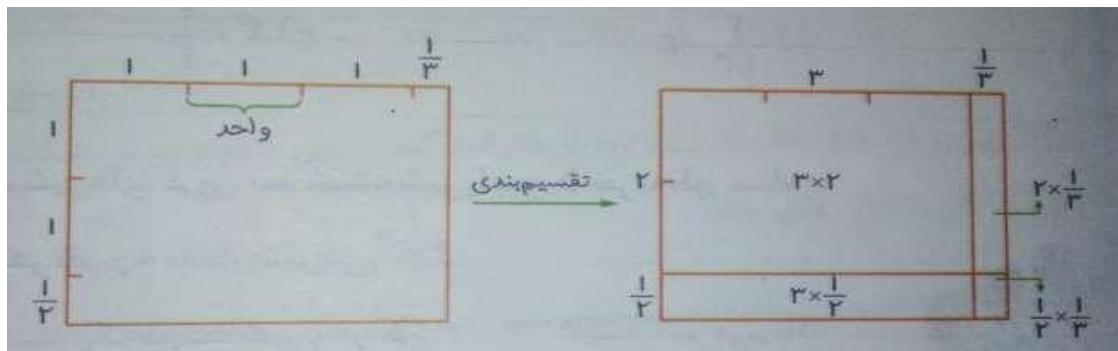 ۱ ۱ ۱ ۱/۳
واحد
۱
۱
۱/۲
تقسیم‌بندی
۳ ۱/۳
۲ ۳×۲ ۲×۱/۳
۱/۲ ۳×۱/۲ ۱/۲×۱/۳